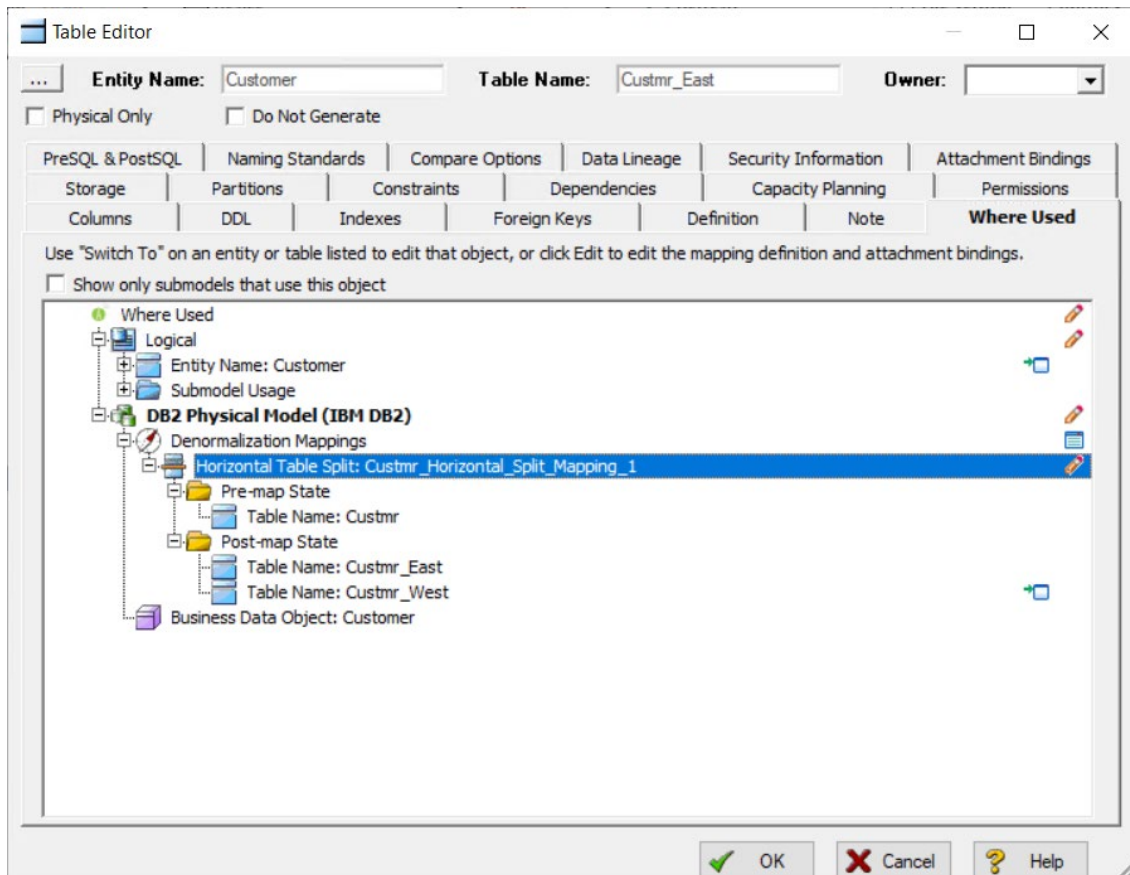 Table Editor
... Entity Name: Customer Table Name: Custmr_East Owner:
Physical Only Do Not Generate
PreSQL & PostSQL Naming Standards Compare Options Data Lineage Security Information Attachment Bindings
Storage Partitions Constraints Dependencies Capacity Planning Permissions
Columns DDL Indexes Foreign Keys Definition Note Where Used
Use "Switch To" on an entity or table listed to edit that object, or click Edit to edit the mapping definition and attachment bindings.
Show only submodels that use this object
Where Used
Logical
Entity Name: Customer
Submodel Usage
DB2 Physical Model (IBM DB2)
Denormalization Mappings
Horizontal Table Split: Custmr_Horizontal_Split_Mapping_1
Pre-map State
Table Name: Custmr
Post-map State
Table Name: Custmr_East
Table Name: Custmr_West
Business Data Object: Customer
OK Cancel Help